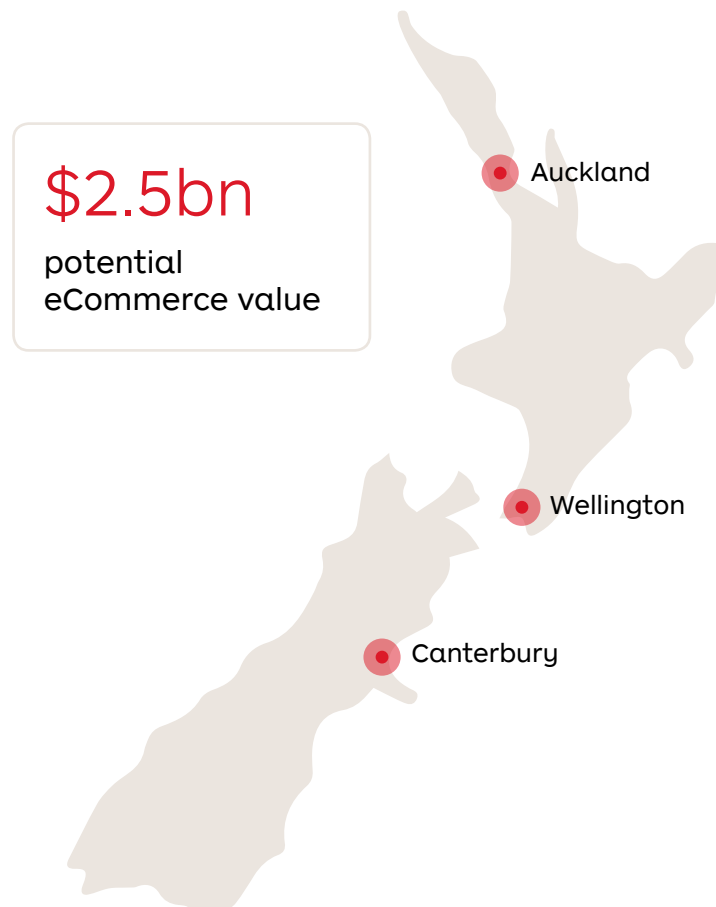 $2.5bn
potential
eCommerce value
Auckland
Wellington
Canterbury